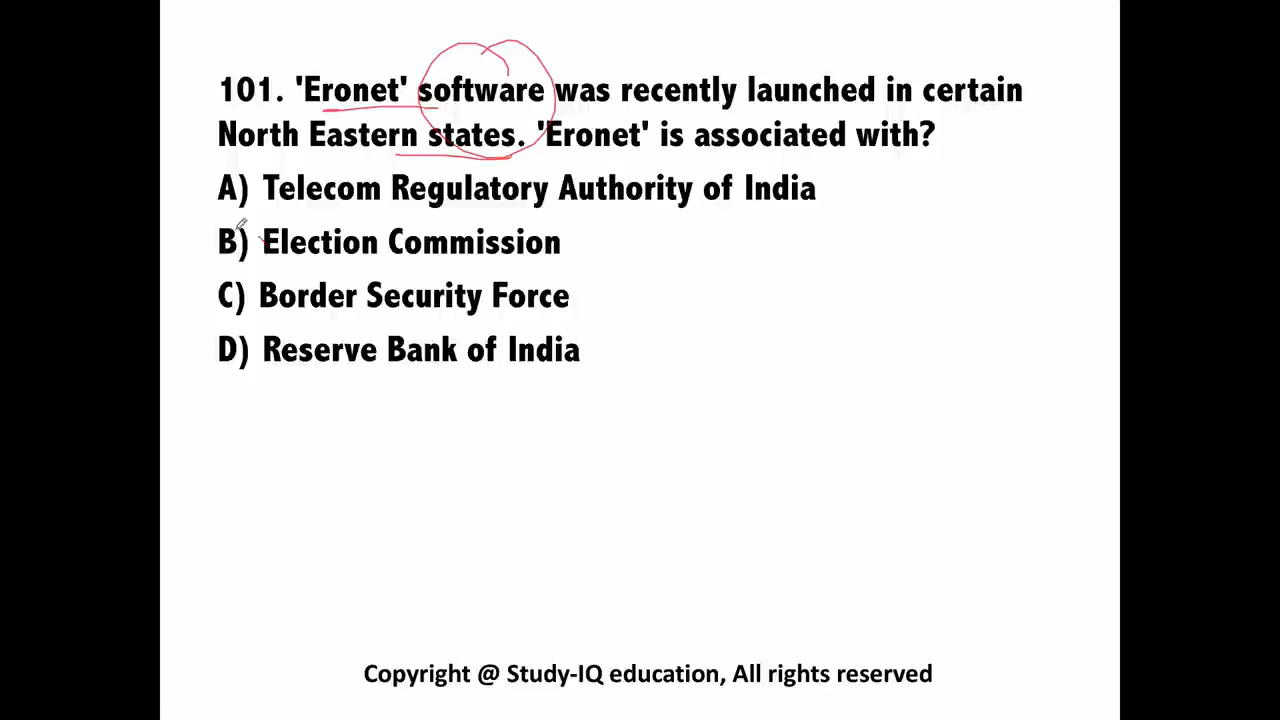 101. 'Eronet' software was recently launched in certain
North Eastern states. 'Eronet' is associated with?
A) Telecom Regulatory Authority of India
B) Election Commission
C) Border Security Force
D) Reserve Bank of India
Copyright @ Study-IQ education, All rights reserved